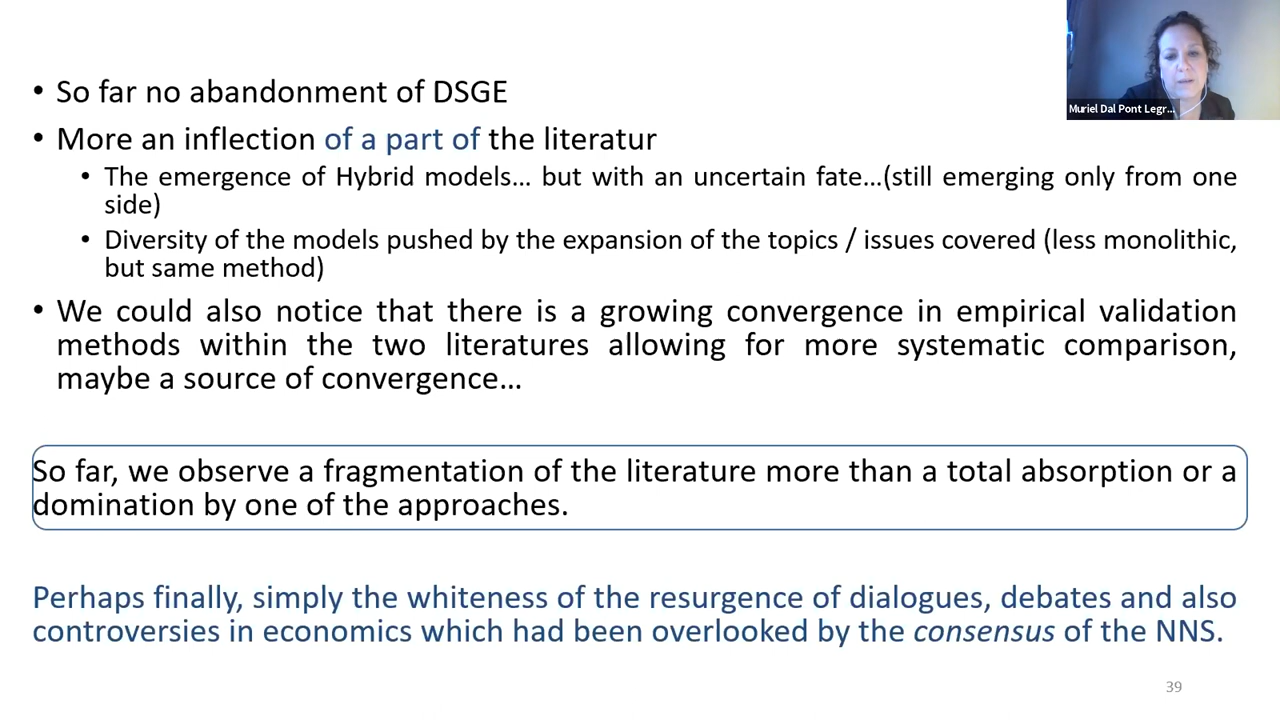 • So far no abandonment of DSGE
• More an inflection of a part of the literatur
• The emergence of Hybrid models... but with an uncertain fate...(still emerging only from one
side)
• Diversity of the models pushed by the expansion of the topics / issues covered (less monolithic,
but same method)
• We could also notice that there is a growing convergence in empirical validation
methods within the two literatures allowing for more systematic comparison,
maybe a source of convergence...
So far, we observe a fragmentation of the literature more than a total absorption or a
domination by one of the approaches.
Perhaps finally, simply the whiteness of the resurgence of dialogues, debates and also
controversies in economics which had been overlooked by the consensus of the NNS.
39
Muriel Dal Pont Legr...